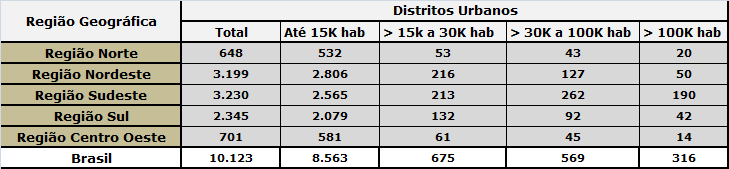 Região Geográfica Distritos Urbanos
Total Até 15K hab > 15k a 30K hab > 30K a 100K hab > 100K hab
Região Norte 648 532 53 43 20
Região Nordeste 3.199 2.806 216 127 50
Região Sudeste 3.230 2.565 213 262 190
Região Sul 2.345 2.079 132 92 42
Região Centro Oeste 701 581 61 45 14
Brasil 10.123 8.563 675 569 316